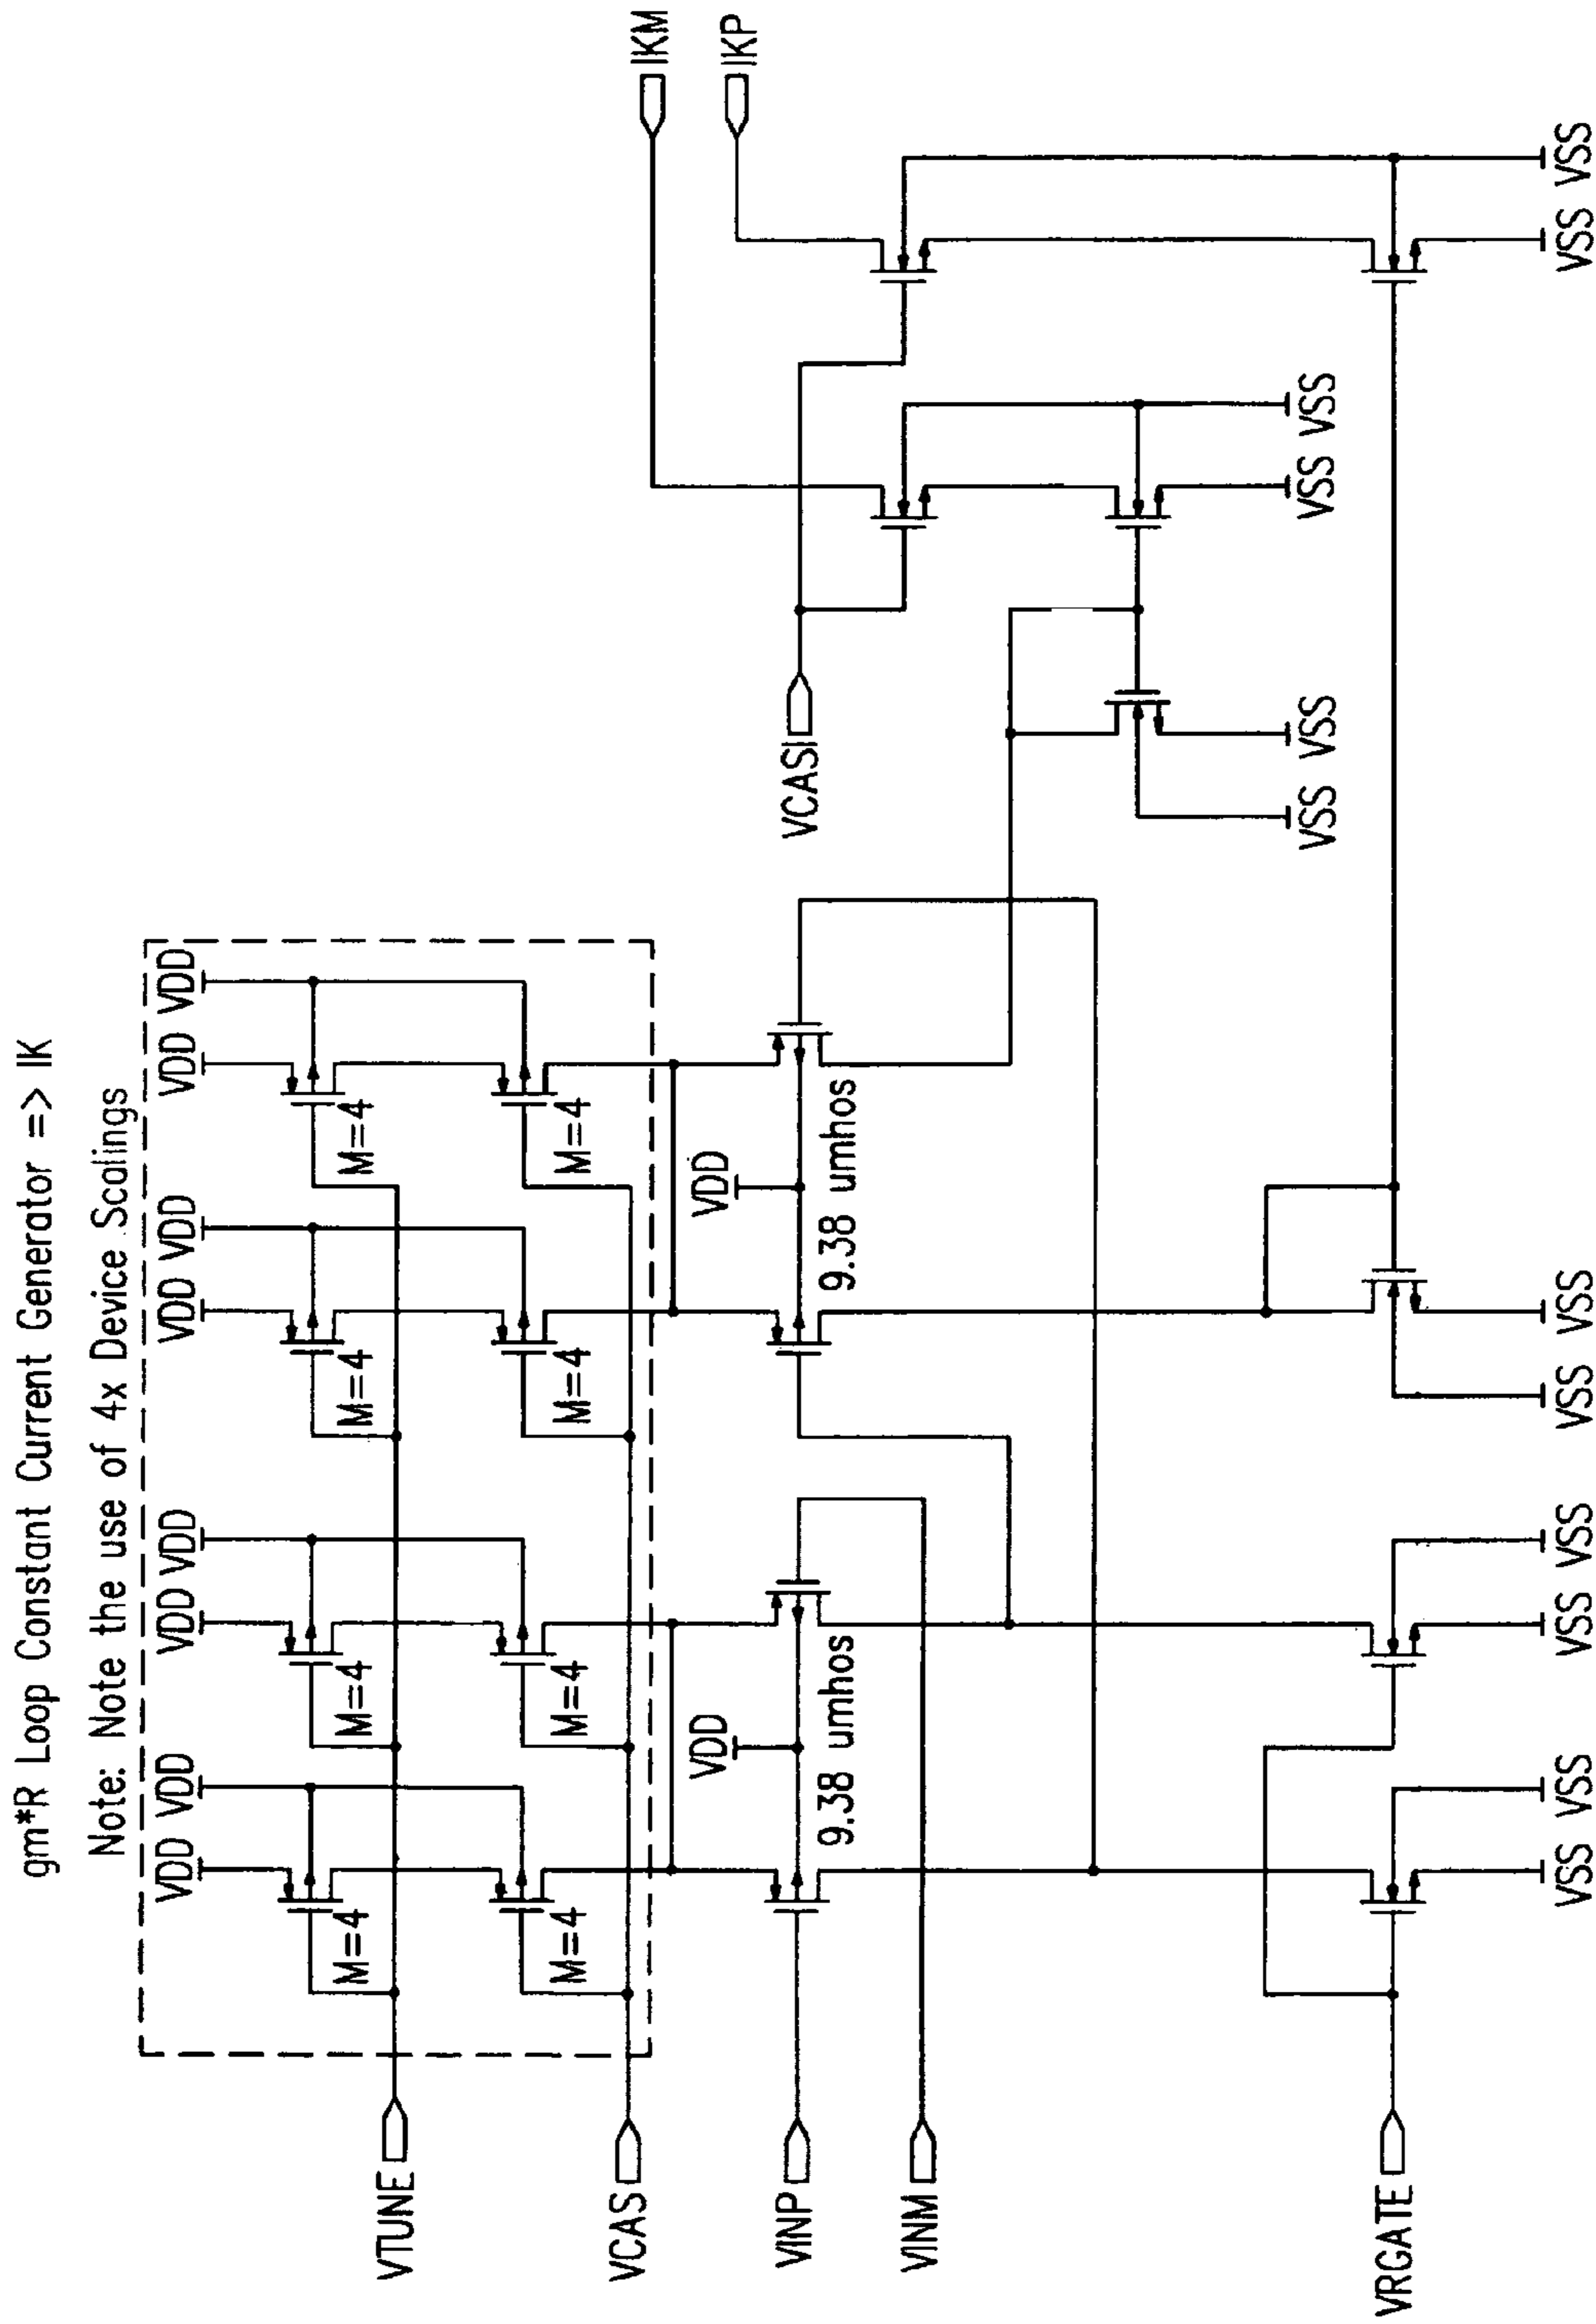 gm*R Loop Constant Current Generator => IK
Note: Note the use of 4x Device Scalings
VDD VDD VDD VDD VDD VDD VDD VDD
M=4 M=4 M=4 M=4
VTUNE
M=4 M=4 M=4 M=4
VCAS
IKM
VDD VDD
IKP
VINP
VCASI
9.38 umhos 9.38 umhos
VINM
VSS VSS VSS VSS
VRGATE
VSS VSS VSS VSS VSS VSS VSS VSS